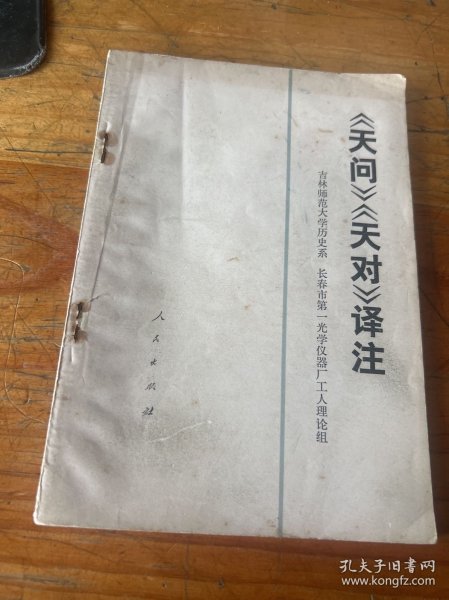 《天问》《天对》译注
吉林师范大学历史系 长春市第一光学仪器厂工人理论组
人民出版社
孔夫子旧书网
www.kongfz.com